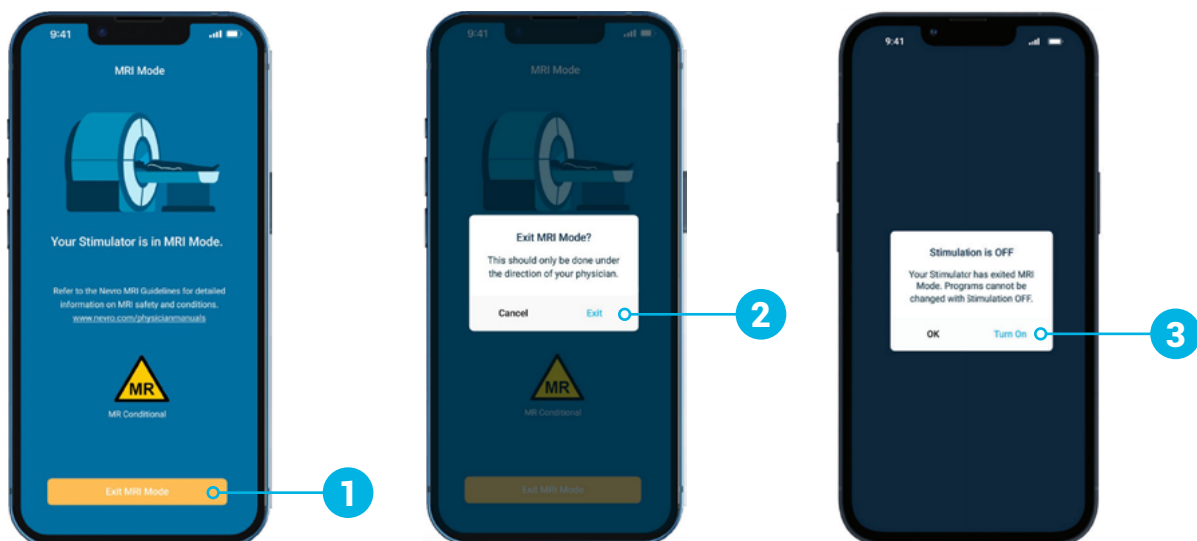 9:41
MRI Mode
Your Stimulator is in MRI Mode.
Refer to the Nevro MRI Guidelines for detailed
information on MRI safety and conditions.
www.nevro.com/physicianmanuals
MR
MR Conditional
Exit MRI Mode
1
9:41
MRI Mode
Exit MRI Mode?
This should only be done under
the direction of your physician.
Cancel
Exit
2
MR
MR Conditional
Exit MRI Mode
9:41
Stimulation is OFF
Your Stimulator has exited MRI
Mode. Programs cannot be
changed with Stimulation OFF.
OK
Turn On
3